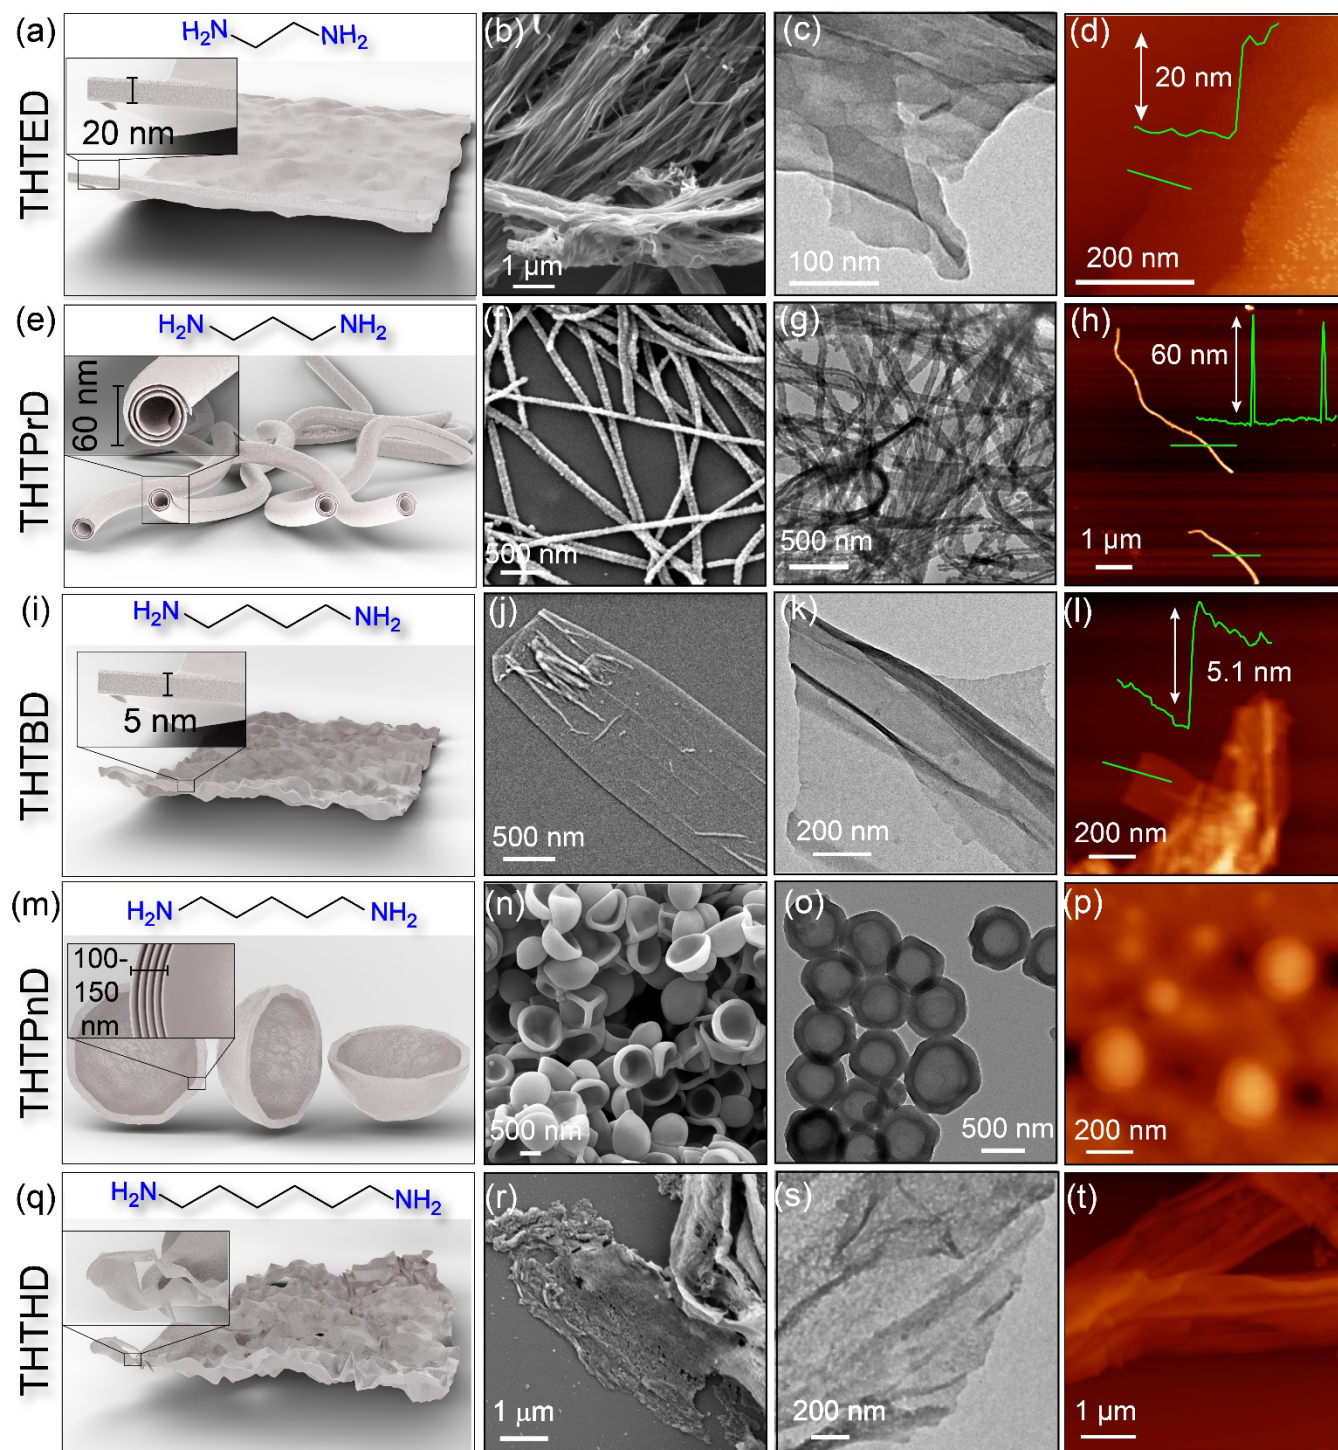 THTED
(a)
H₂N
NH₂
20 nm
(b)
1 μm
(c)
100 nm
(d)
20 nm
200 nm
THTPrD
(e)
H₂N
NH₂
60 nm
(f)
500 nm
(g)
500 nm
(h)
60 nm
1 μm
THTBD
(i)
H₂N
NH₂
5 nm
(j)
500 nm
(k)
200 nm
(l)
5.1 nm
200 nm
THTPnD
(m)
H₂N
NH₂
100-
150
nm
(n)
500 nm
(o)
500 nm
(p)
200 nm
THTHD
(q)
H₂N
NH₂
(r)
1 μm
(s)
200 nm
(t)
1 μm